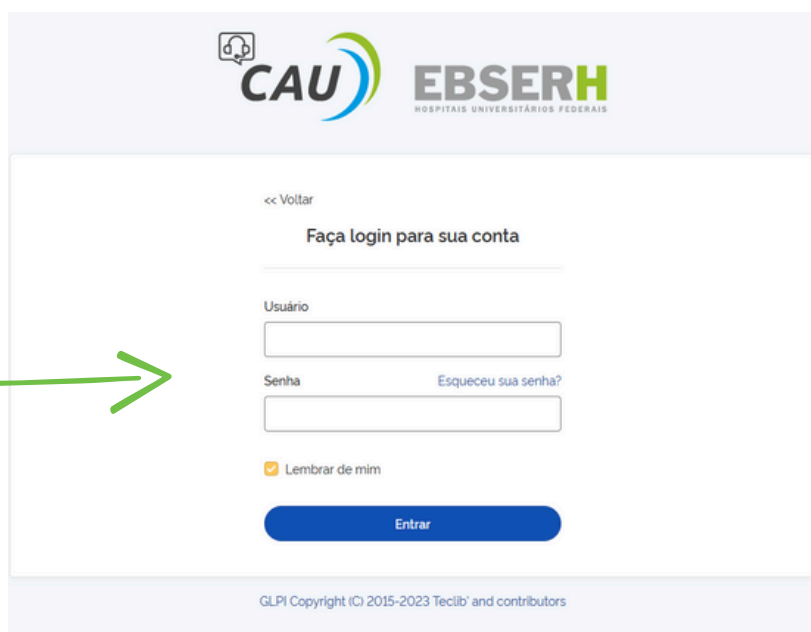 CAU
EBSERH
HOSPITAIS UNIVERSITÁRIOS FEDERAIS
<< Voltar
Faça login para sua conta
Usuário
Senha Esqueceu sua senha?
Lembrar de mim
Entrar
GLPI Copyright (C) 2015-2023 Teclib' and contributors